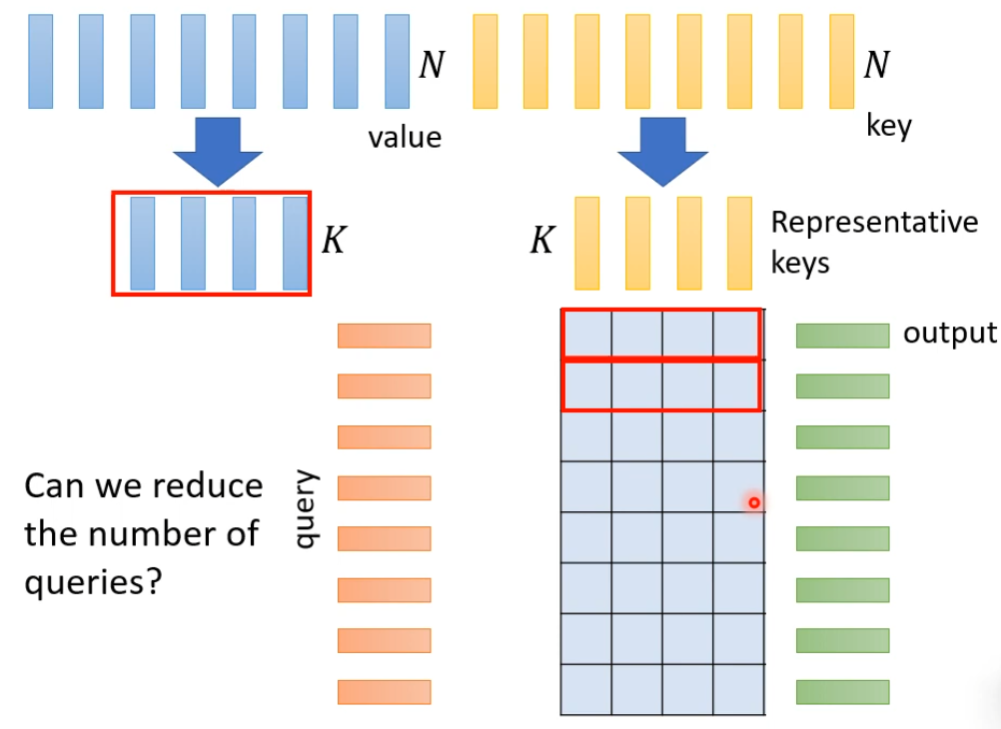 N
N
value
key
K
K
Representative
keys
output
Can we reduce
the number of
queries?
query